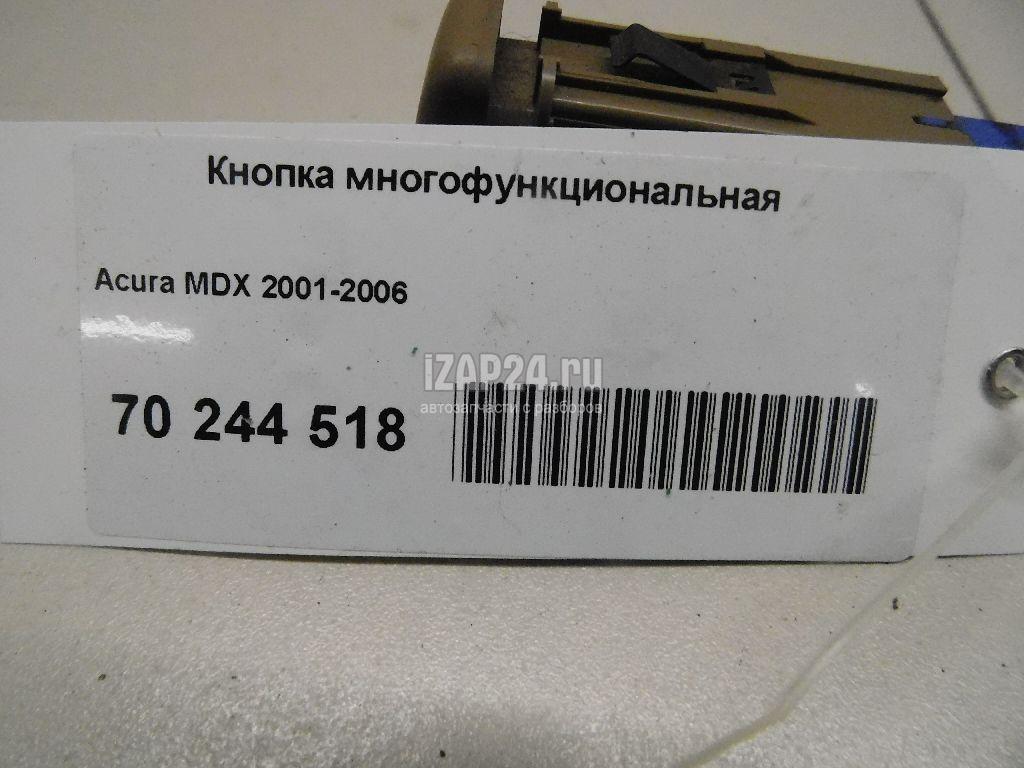 Кнопка многофункциональная
Acura MDX 2001-2006
iZAP24.ru
автозапчасти с разборов
70 244 518